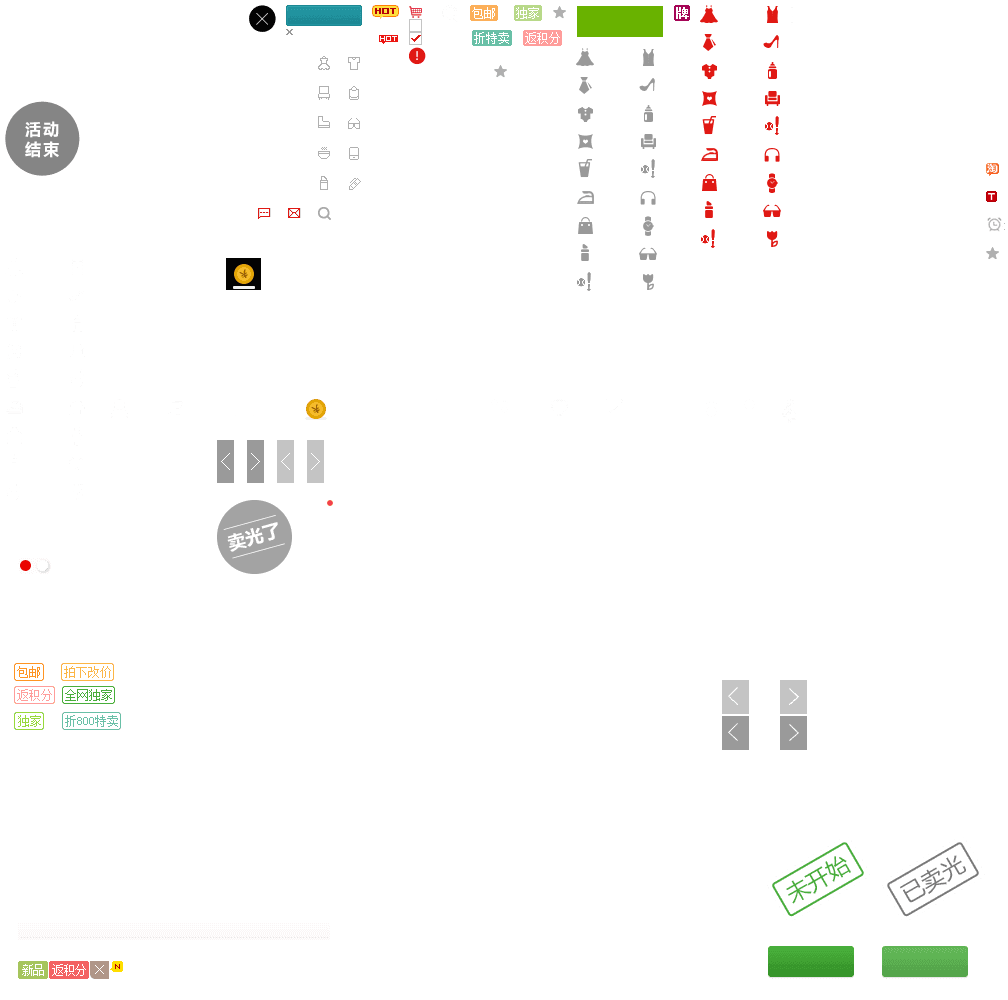 HOT
包邮
独家
牌
HOT
折特卖
返积分
活动
结束
淘
T
卖光了
包邮
拍下改价
返积分
全网独家
独家
折800特卖
未开始
已卖光
新品
返积分
N